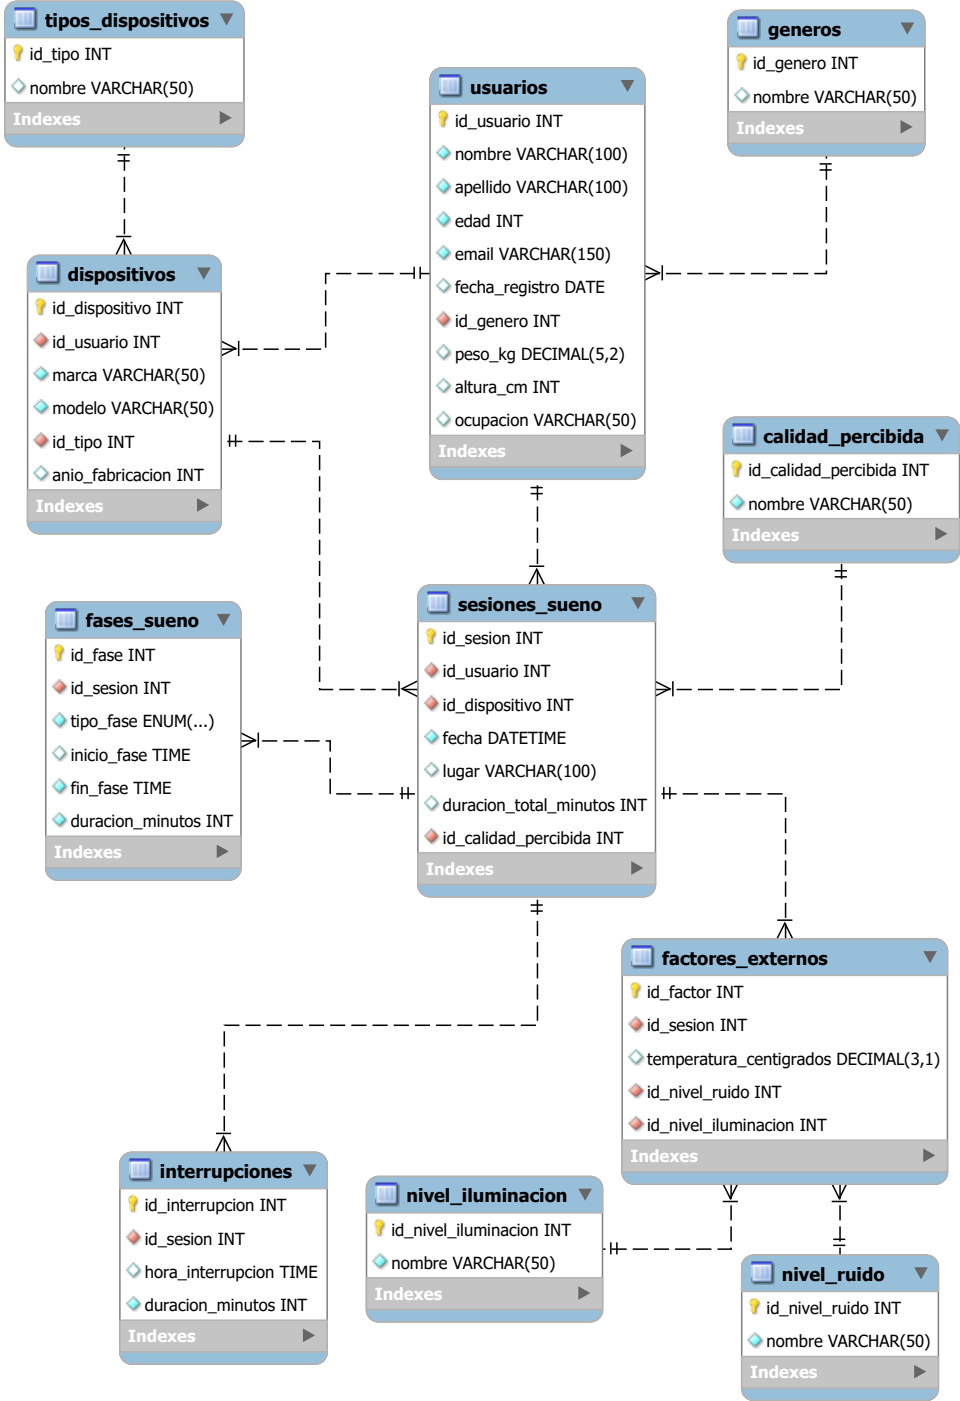 tipos_dispositivos
id_tipo INT
nombre VARCHAR(50)
Indexes
generos
id_genero INT
nombre VARCHAR(50)
Indexes
usuarios
id_usuario INT
nombre VARCHAR(100)
apellido VARCHAR(100)
edad INT
email VARCHAR(150)
fecha_registro DATE
id_genero INT
peso_kg DECIMAL(5,2)
altura_cm INT
ocupacion VARCHAR(50)
Indexes
dispositivos
id_dispositivo INT
id_usuario INT
marca VARCHAR(50)
modelo VARCHAR(50)
id_tipo INT
anio_fabricacion INT
Indexes
calidad_percibida
id_calidad_percibida INT
nombre VARCHAR(50)
Indexes
sesiones_sueno
id_sesion INT
id_usuario INT
id_dispositivo INT
fecha DATETIME
lugar VARCHAR(100)
duracion_total_minutos INT
id_calidad_percibida INT
Indexes
fases_sueno
id_fase INT
id_sesion INT
tipo_fase ENUM(...)
inicio_fase TIME
fin_fase TIME
duracion_minutos INT
Indexes
factores_externos
id_factor INT
id_sesion INT
temperatura_centigrados DECIMAL(3,1)
id_nivel_ruido INT
id_nivel_iluminacion INT
Indexes
interrupciones
id_interrupcion INT
id_sesion INT
hora_interrupcion TIME
duracion_minutos INT
Indexes
nivel_iluminacion
id_nivel_iluminacion INT
nombre VARCHAR(50)
Indexes
nivel_ruido
id_nivel_ruido INT
nombre VARCHAR(50)
Indexes